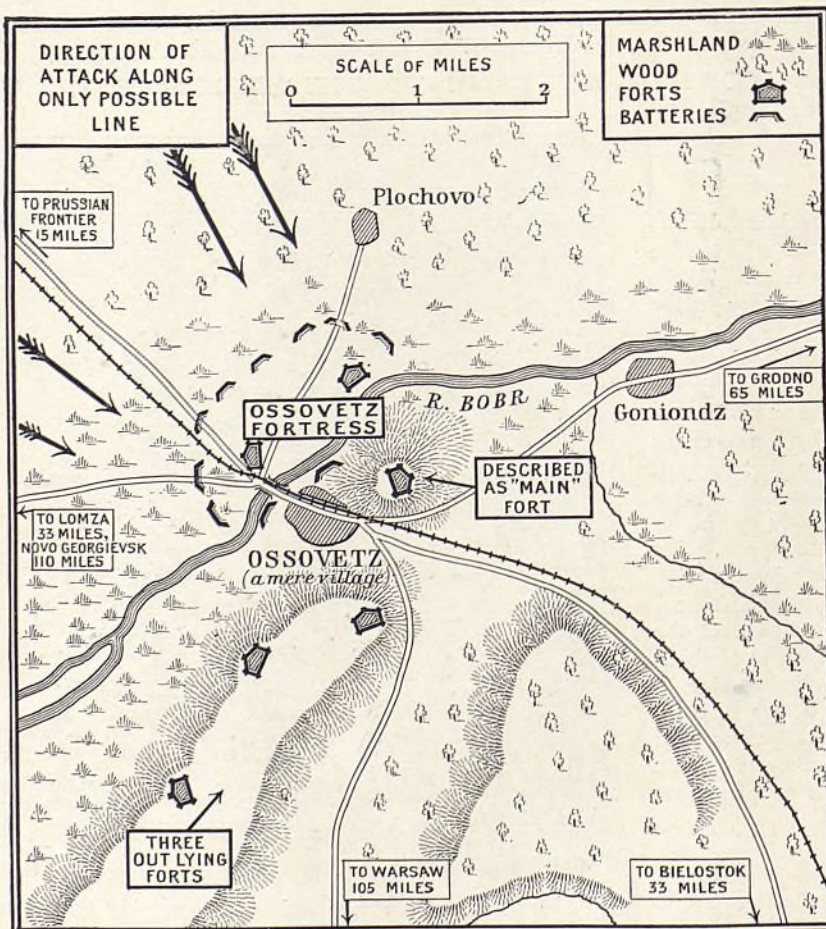 DIRECTION OF
ATTACK ALONG
ONLY POSSIBLE
LINE
SCALE OF MILES
0 1 2
MARSHLAND
WOOD
FORTS
BATTERIES
TO PRUSSIAN
FRONTIER
15 MILES
Plochovo
R. BOBR
Goniondz
TO GRODNO
65 MILES
OSSOVETZ
FORTRESS
DESCRIBED
AS "MAIN"
FORT
TO LOMZA
33 MILES,
NOVO GEORGIEVSK
110 MILES
OSSOVETZ
(a mere village)
THREE
OUT LYING
FORTS
TO WARSAW
105 MILES
TO BIELOSTOK
33 MILES